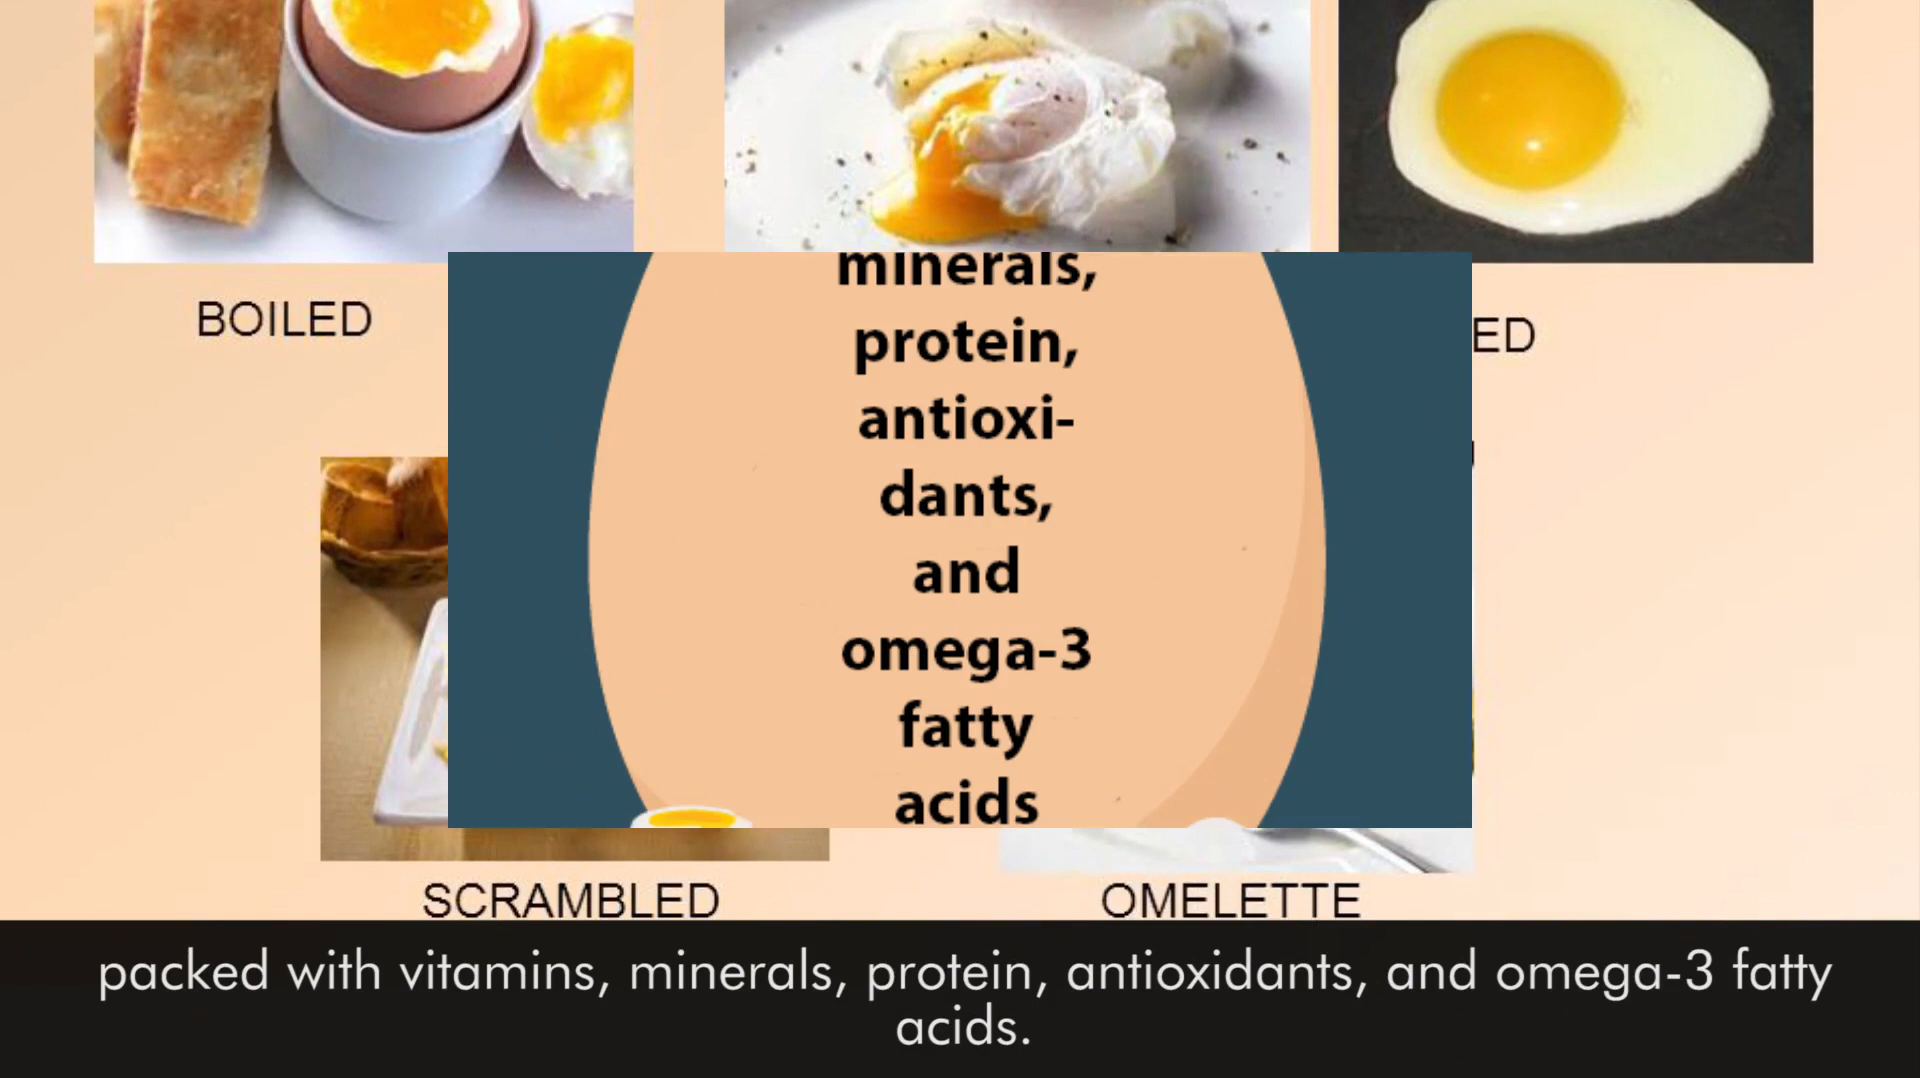 minerals,
BOILED
ED
protein,
antioxi-
dants,
and
omega-3
fatty
acids
SCRAMBLED
OMELETTE
packed with vitamins, minerals, protein, antioxidants, and omega-3 fatty
acids.